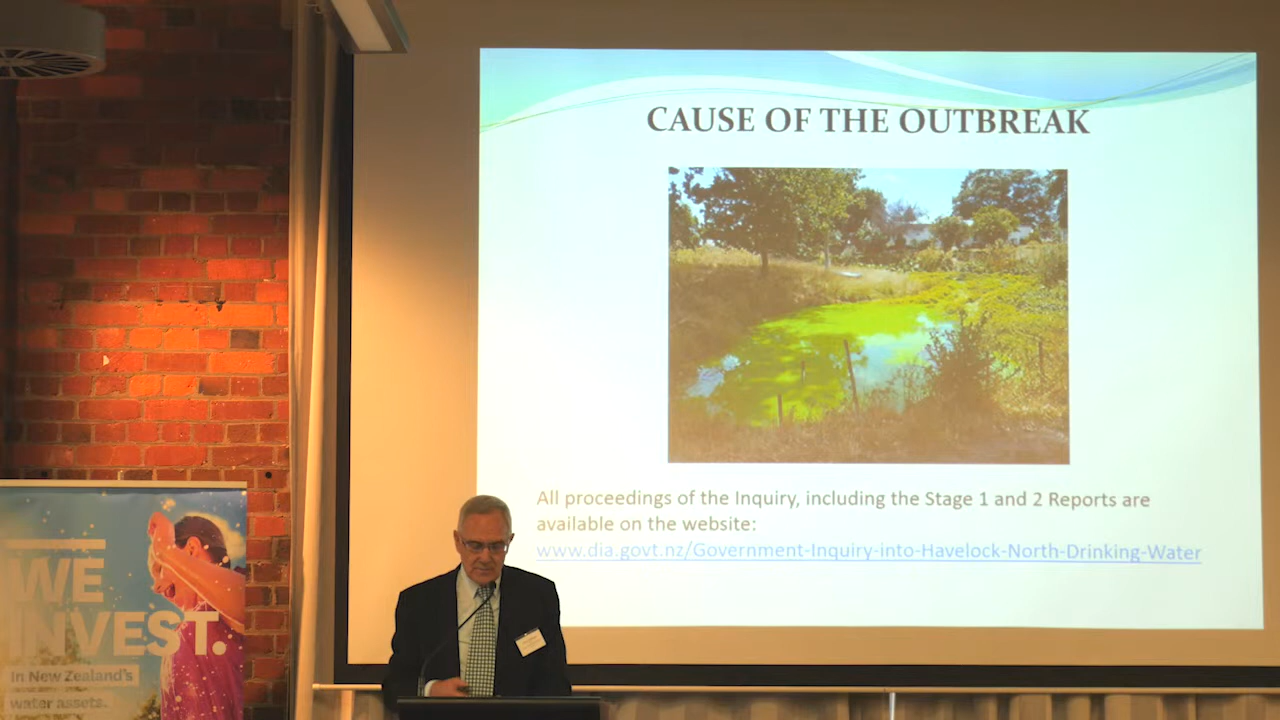 CAUSE OF THE OUTBREAK
All proceedings of the Inquiry, including the Stage 1 and 2 Reports are
available on the website:
www.dia.govt.nz/Government-Inquiry-into-Havelock-North-Drinking-Water
WE
INVEST.
In New Zealand's
water assets.